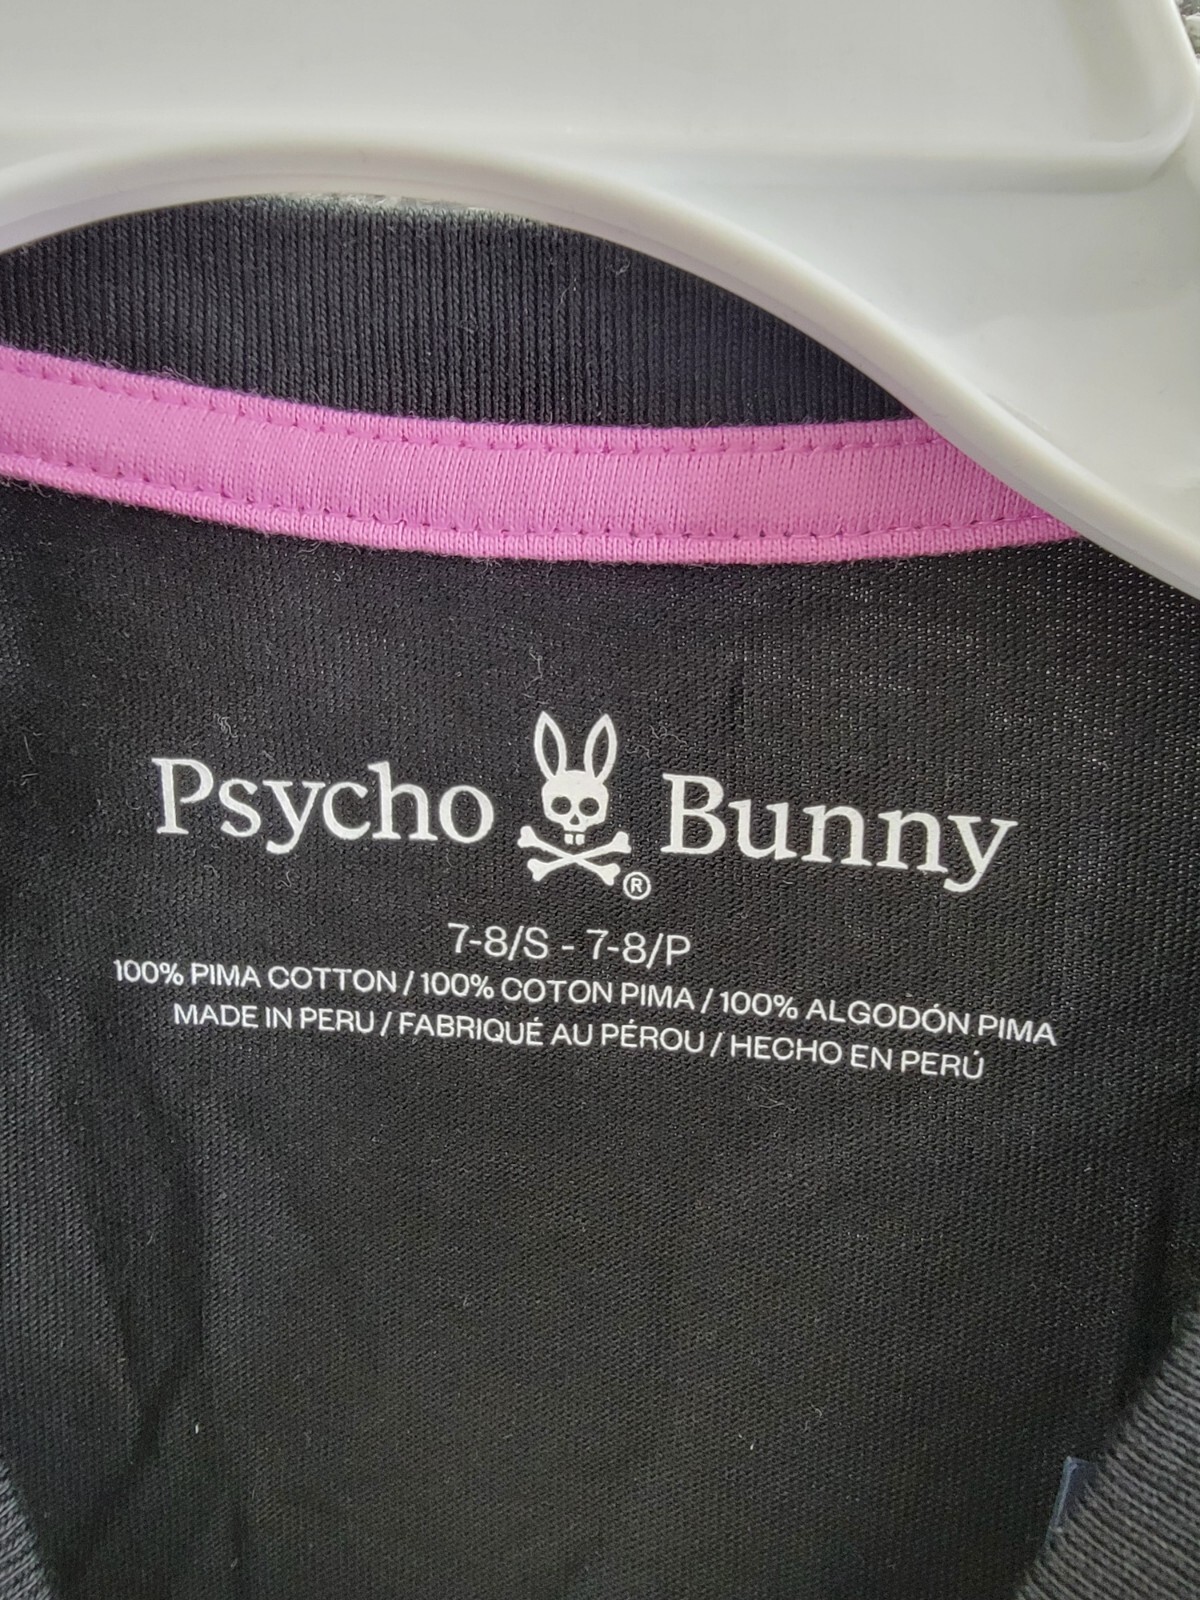 Psycho Bunny
®
7-8/S - 7-8/P
100% PIMA COTTON / 100% COTON PIMA / 100% ALGODÓN PIMA
MADE IN PERU / FABRIQUÉ AU PÉROU / HECHO EN PERÚ